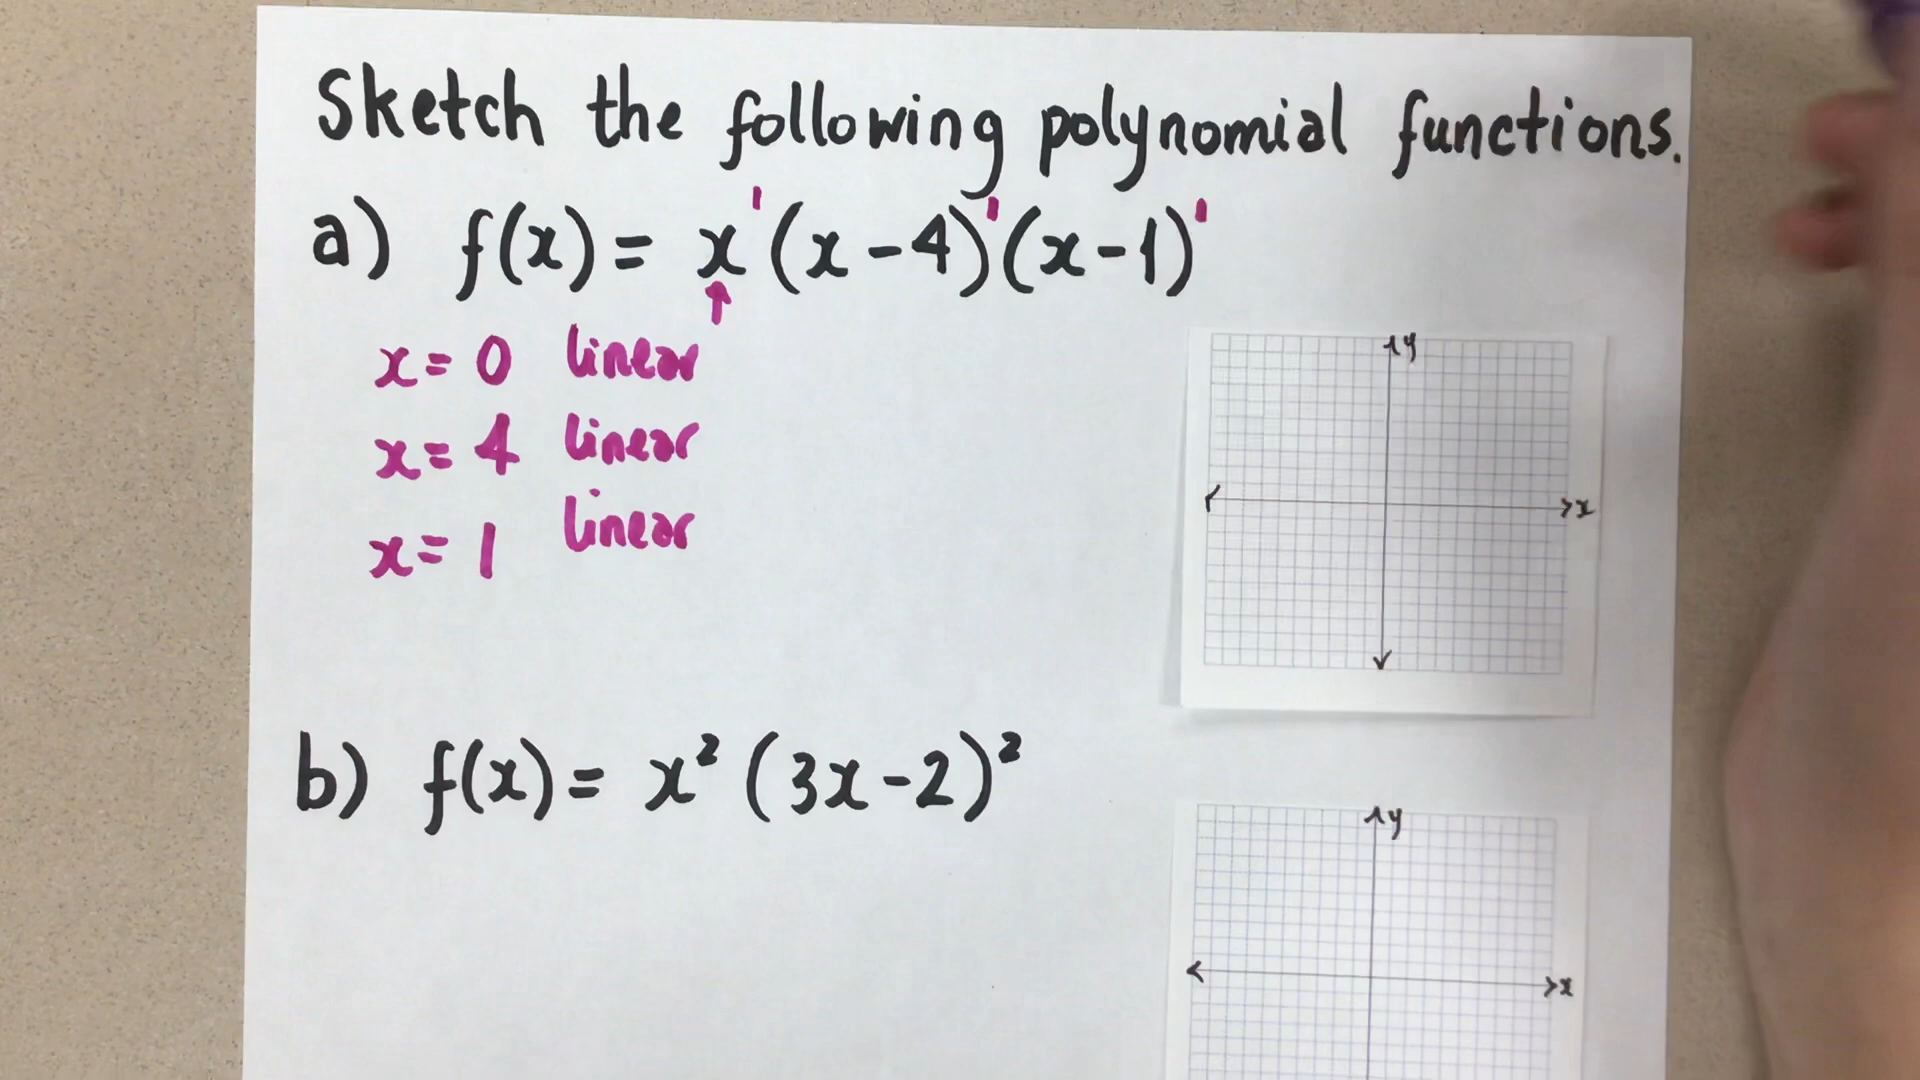 Sketch the following polynomial functions.
a) f(x) = x¹(x-4)¹(x-1)¹
↑
x = 0 linear
x = 4 linear
x = 1 linear
y
x
b) f(x) = x² (3x-2)²
y
x